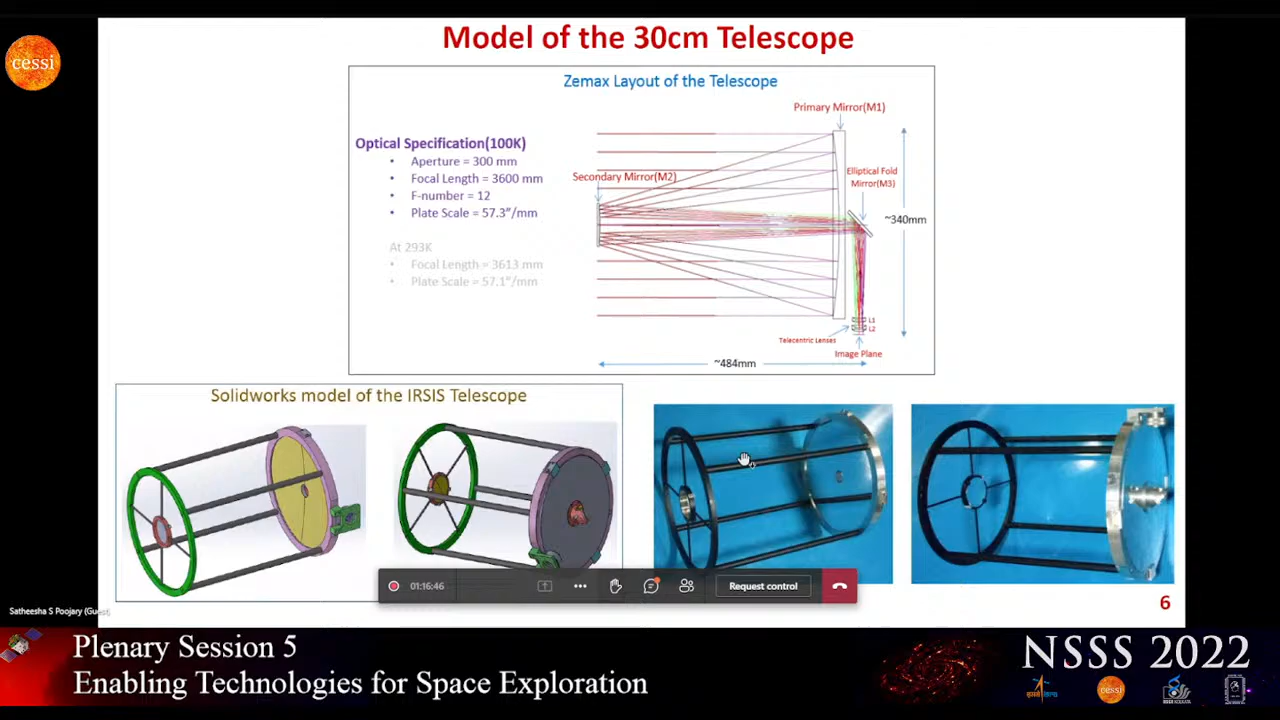 cessi
Model of the 30cm Telescope
Zemax Layout of the Telescope
Optical Specification(100K)
• Aperture = 300 mm
• Focal Length = 3600 mm
• F-number = 12
• Plate Scale = 57.3"/mm
At 293K
• Focal Length = 3613 mm
• Plate Scale = 57.1"/mm
Primary Mirror(M1)
Secondary Mirror(M2)
Elliptical Fold
Mirror(M3)
~340mm
L1
L2
Telecentric Lenses
Image Plane
~484mm
Solidworks model of the IRSIS Telescope
01:16:46
Request control
6
Satheesha S Poojary (Guest)
Plenary Session 5
Enabling Technologies for Space Exploration
NSSS 2022